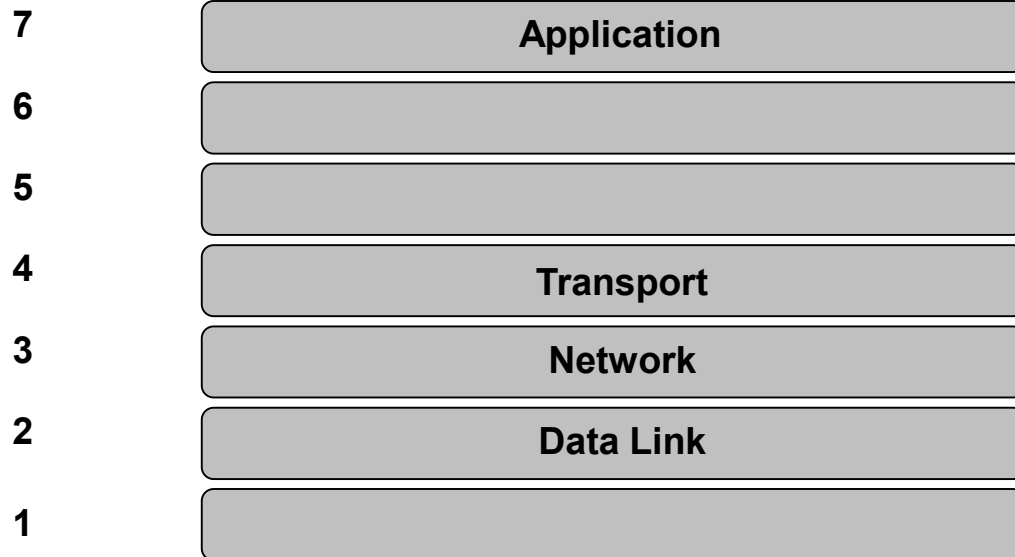 7 Application
6
5
4 Transport
3 Network
2 Data Link
1